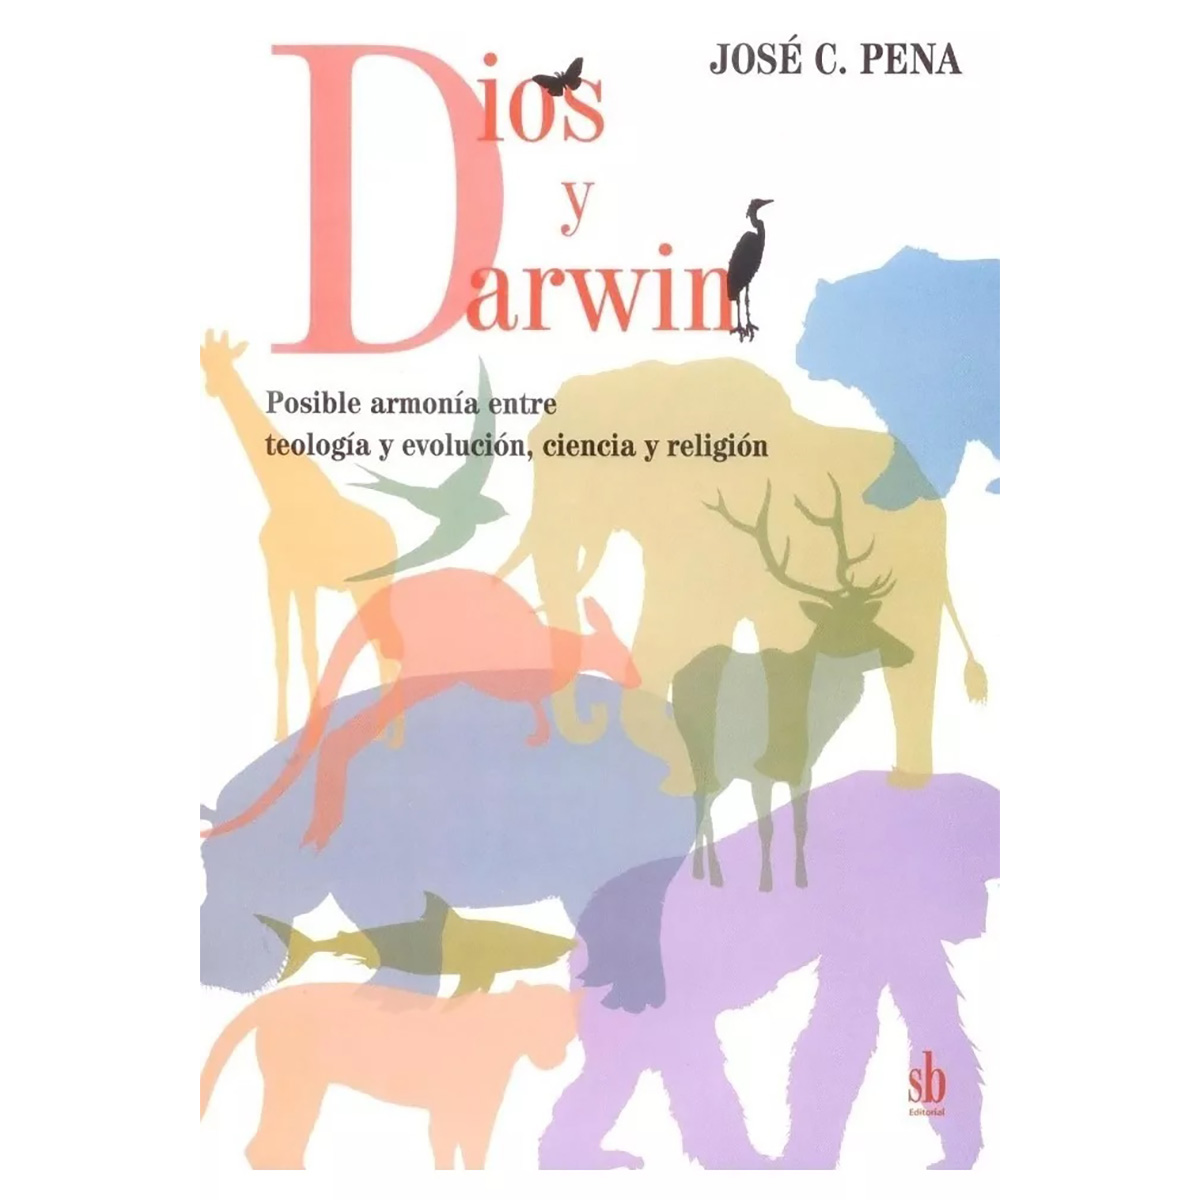 JOSÉ C. PENA
Dios
y
Darwin
Posible armonía entre
teología y evolución, ciencia y religión
sb
Editorial